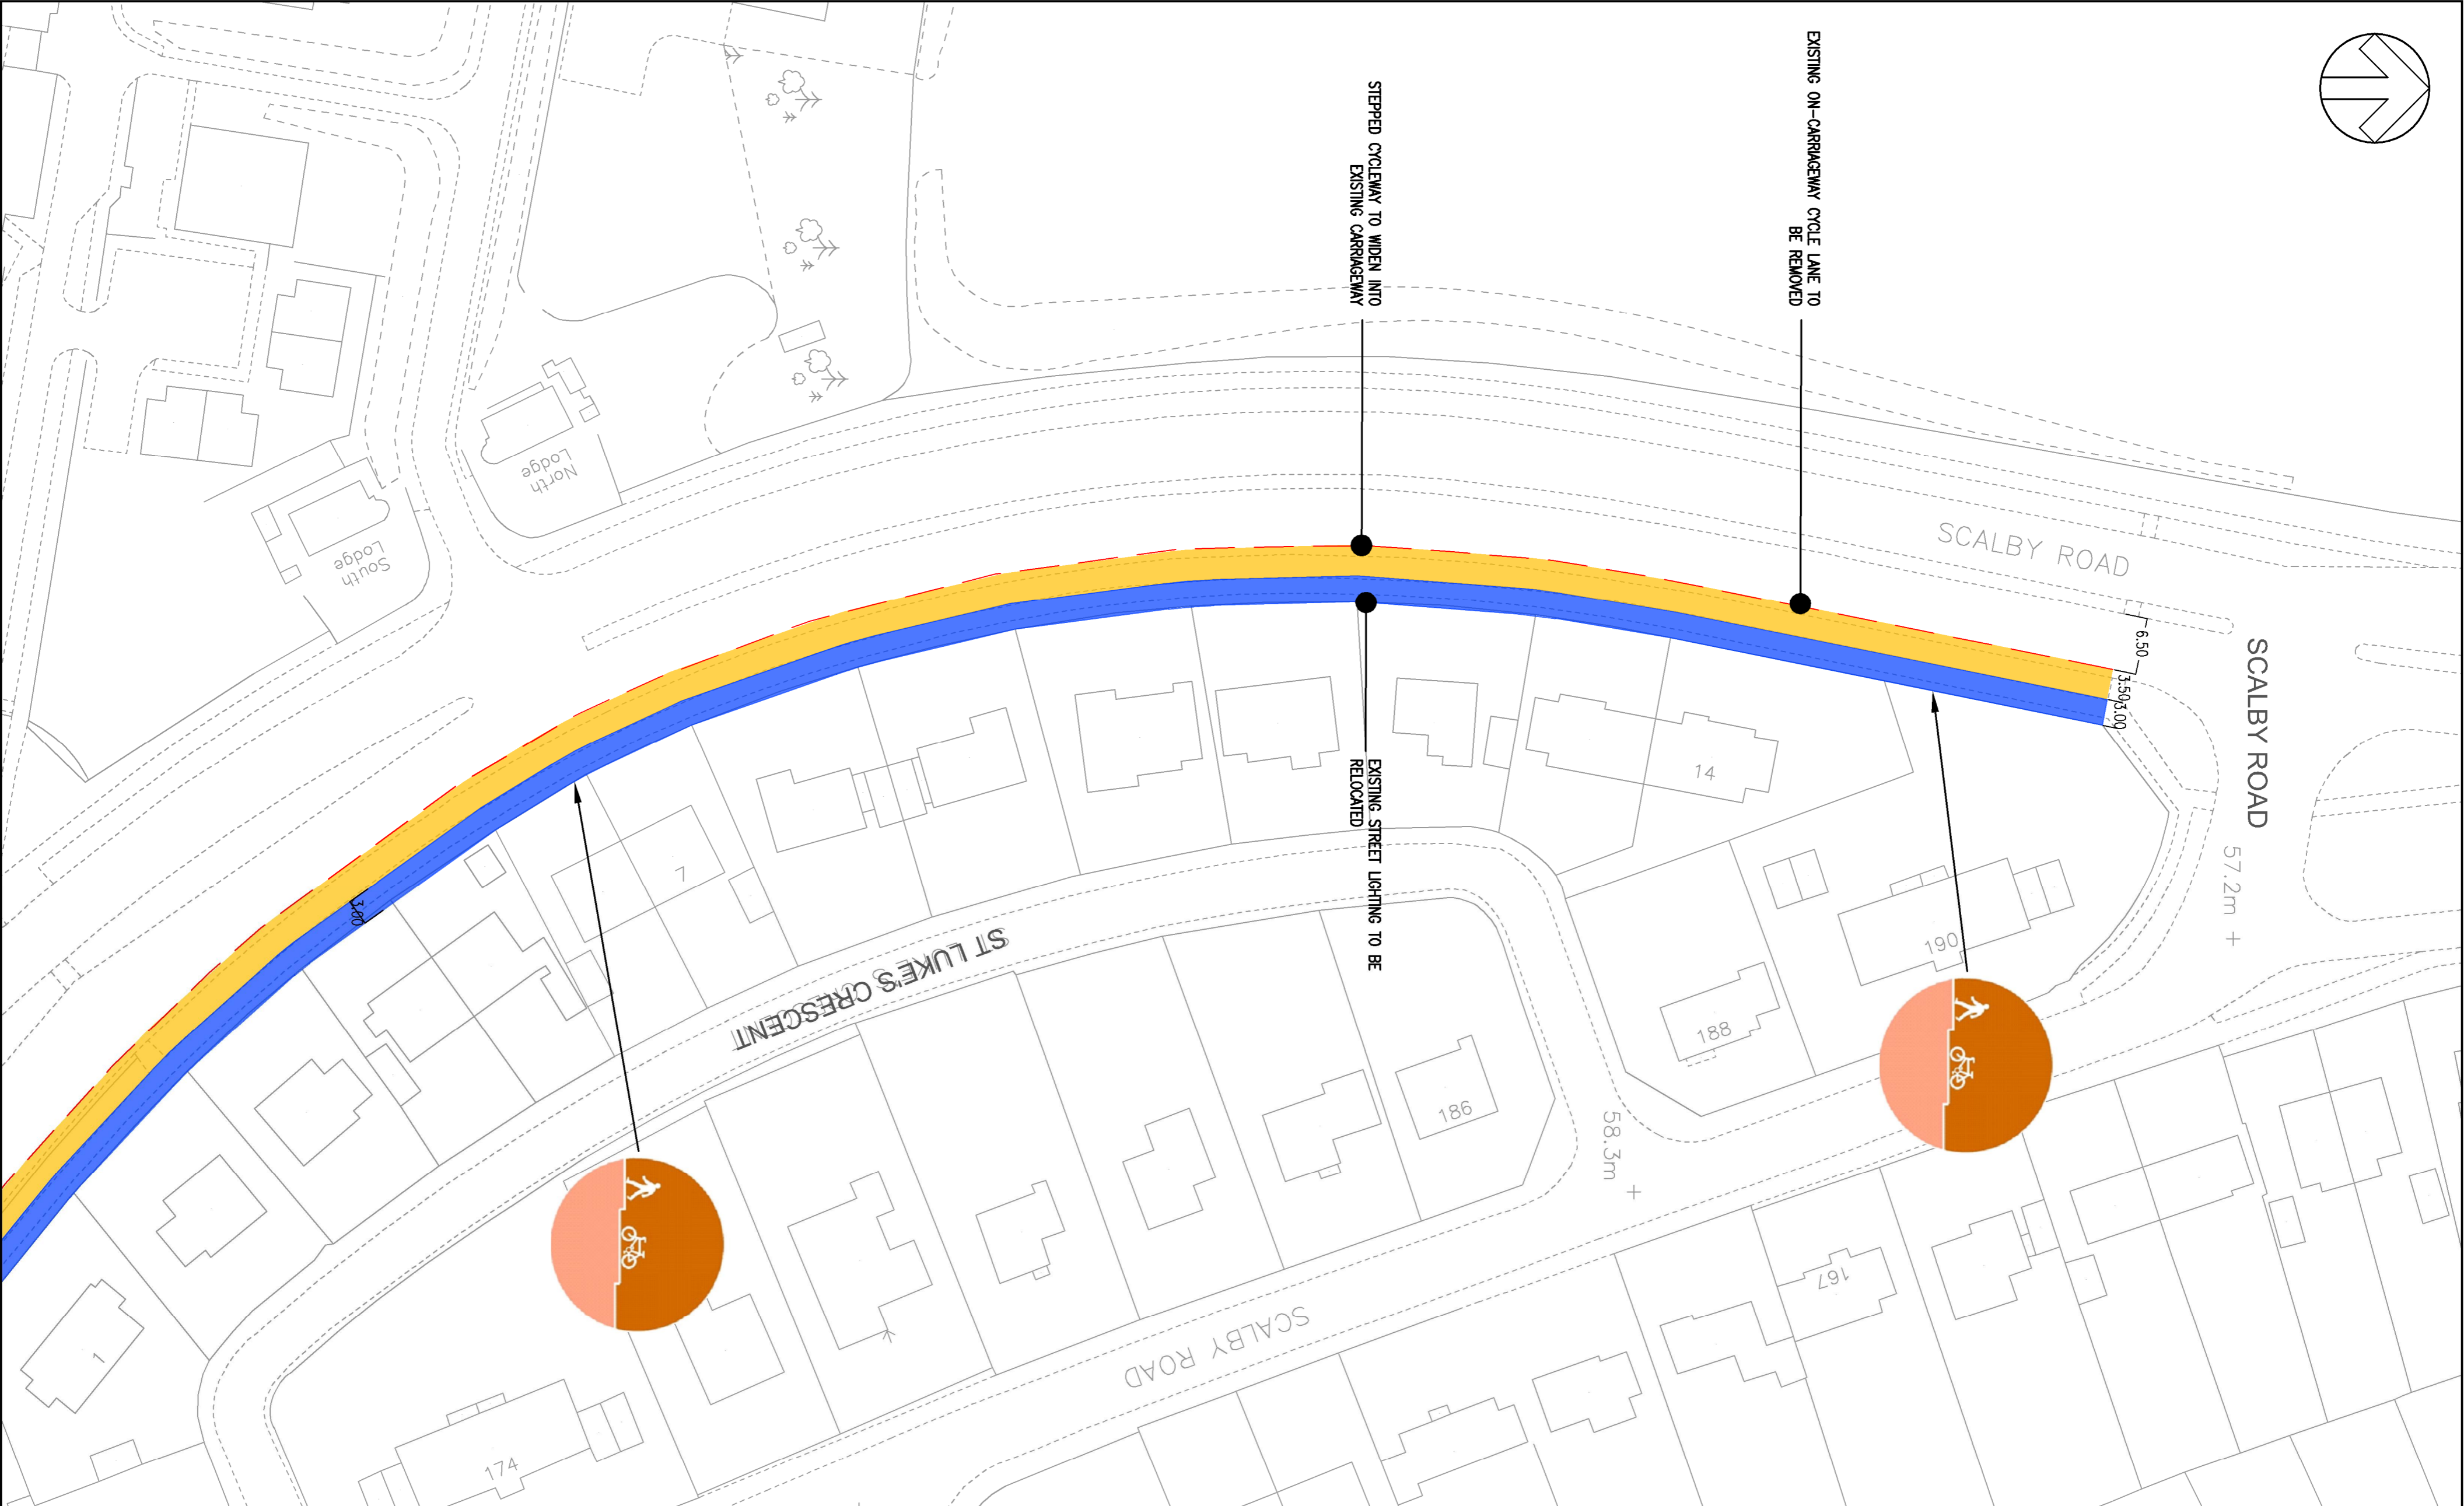 EXISTING ON-CARRIAGEWAY CYCLE LANE TO
BE REMOVED
STEPPED CYCLEWAY TO WIDEN INTO
EXISTING CARRIAGEWAY
EXISTING STREET LIGHTING TO BE
RELOCATED
SCALBY ROAD
SCALBY ROAD
6.50
3.50
3.00
57.2m +
North
Lodge
South
Lodge
14
190
188
7
3.00
ST LUKE'S CRESCENT
186
58.3m +
167
SCALBY ROAD
1
174